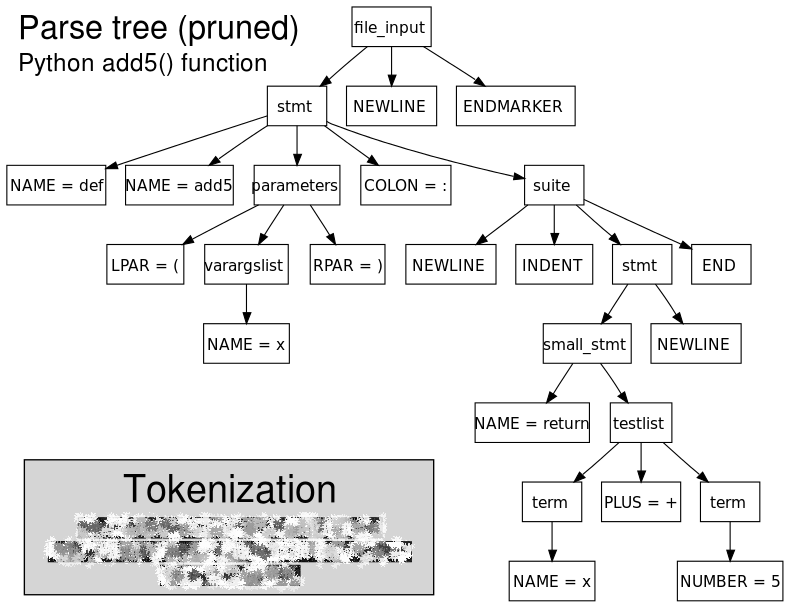 Parse tree (pruned)
Python add5() function
file_input
stmt
NEWLINE
ENDMARKER
NAME = def
NAME = add5
parameters
COLON = :
suite
LPAR = (
varargslist
RPAR = )
NEWLINE
INDENT
stmt
END
NAME = x
small_stmt
NEWLINE
NAME = return
testlist
term
PLUS = +
term
NAME = x
NUMBER = 5
Tokenization